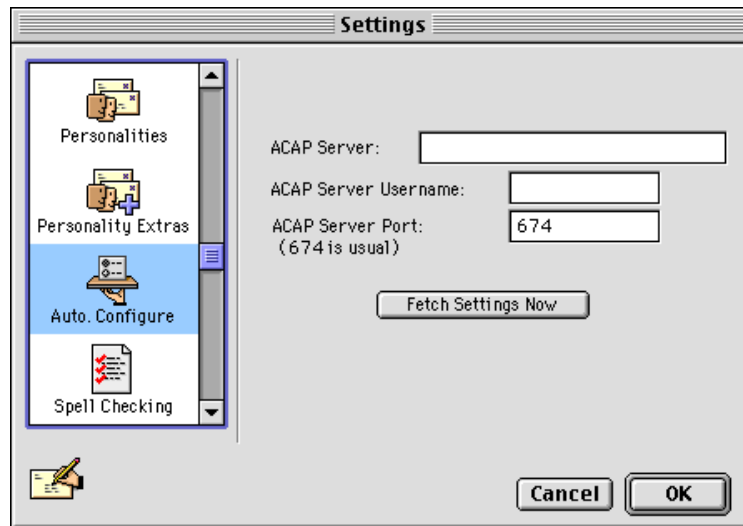 Settings
Personalities
Personality Extras
Auto. Configure
Spell Checking
ACAP Server:
ACAP Server Username:
ACAP Server Port: 674
(674 is usual)
Fetch Settings Now
Cancel OK